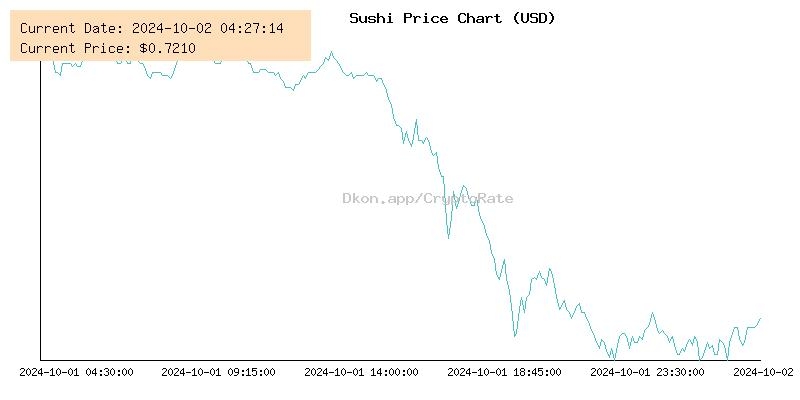 Sushi Price Chart (USD)
Current Date: 2024-10-02 04:27:14
Current Price: $0.7210
Dkon.app/CryptoRate
2024-10-01 04:30:00 2024-10-01 09:15:00 2024-10-01 14:00:00 2024-10-01 18:45:00 2024-10-01 23:30:00 2024-10-02